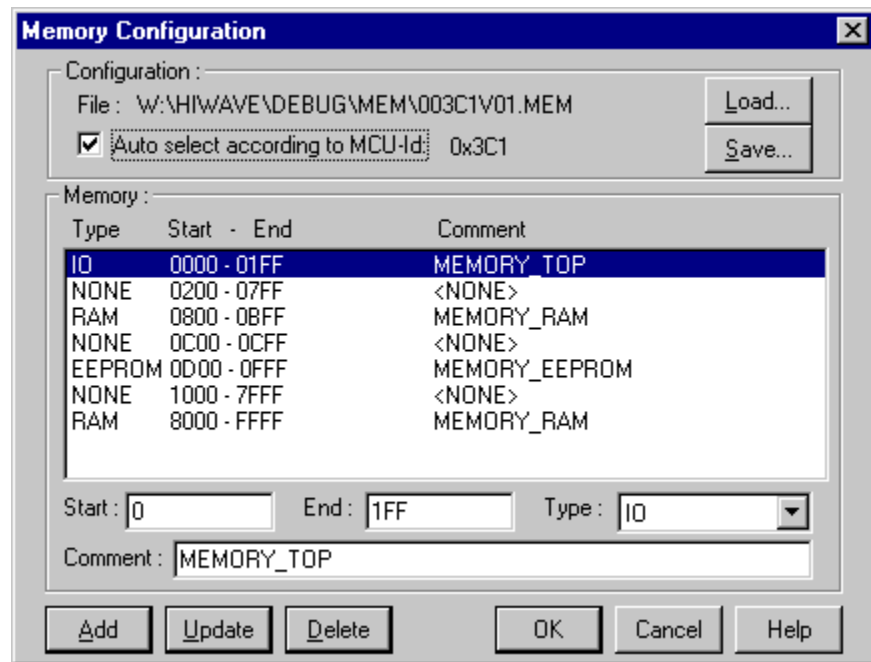 Memory Configuration
Configuration :
File : W:\HIWAVE\DEBUG\MEM\003C1V01.MEM
Load...
Auto select according to MCU-Id: 0x3C1
Save...
Memory :
Type Start - End Comment
IO 0000 - 01FF MEMORY_TOP
NONE 0200 - 07FF <NONE>
RAM 0800 - 0BFF MEMORY_RAM
NONE 0C00 - 0CFF <NONE>
EEPROM 0D00 - 0FFF MEMORY_EEPROM
NONE 1000 - 7FFF <NONE>
RAM 8000 - FFFF MEMORY_RAM
Start : 0 End : 1FF Type : IO
Comment : MEMORY_TOP
Add Update Delete OK Cancel Help